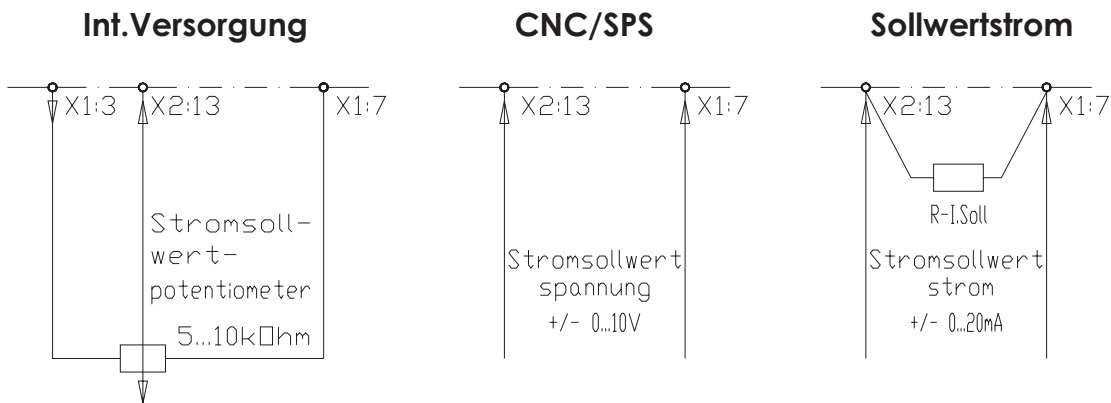 Int.Versorgung
X1:3
X2:13
X1:7
Stromsoll-
wert-
potentiometer
5...10kOhm
CNC/SPS
X2:13
X1:7
Stromsollwert
spannung
+/- 0...10V
Sollwertstrom
X2:13
X1:7
R-I.Soll
Stromsollwert
strom
+/- 0...20mA